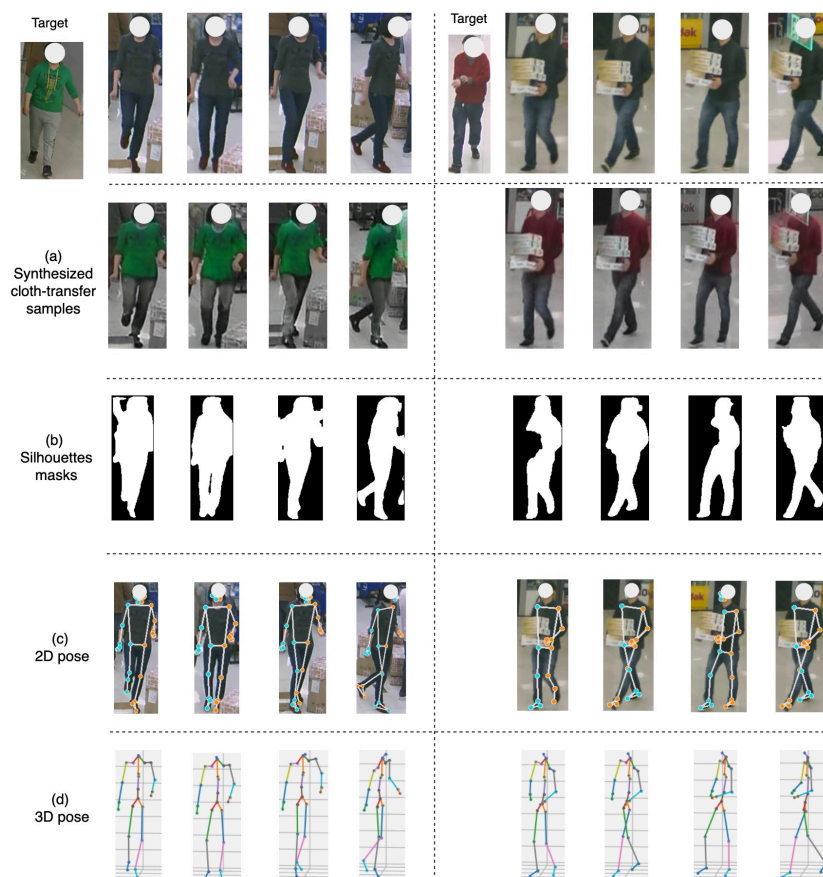 Target
Target
(a)
Synthesized
cloth-transfer
samples
(b)
Silhouettes
masks
(c)
2D pose
(d)
3D pose